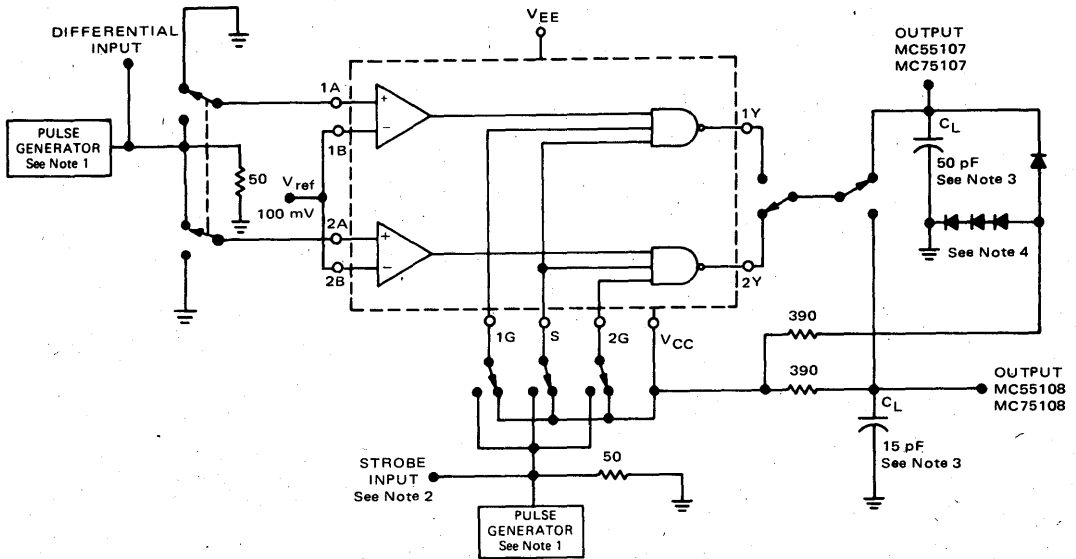 DIFFERENTIAL
INPUT
VEE
OUTPUT
MC55107
MC75107
PULSE
GENERATOR
See Note 1
50
Vref
100 mV
1A
1B
2A
2B
+
−
+
−
1Y
2Y
CL
50 pF
See Note 3
See Note 4
1G
S
2G
VCC
390
390
OUTPUT
MC55108
MC75108
CL
15 pF
See Note 3
STROBE
INPUT
See Note 2
50
PULSE
GENERATOR
See Note 1